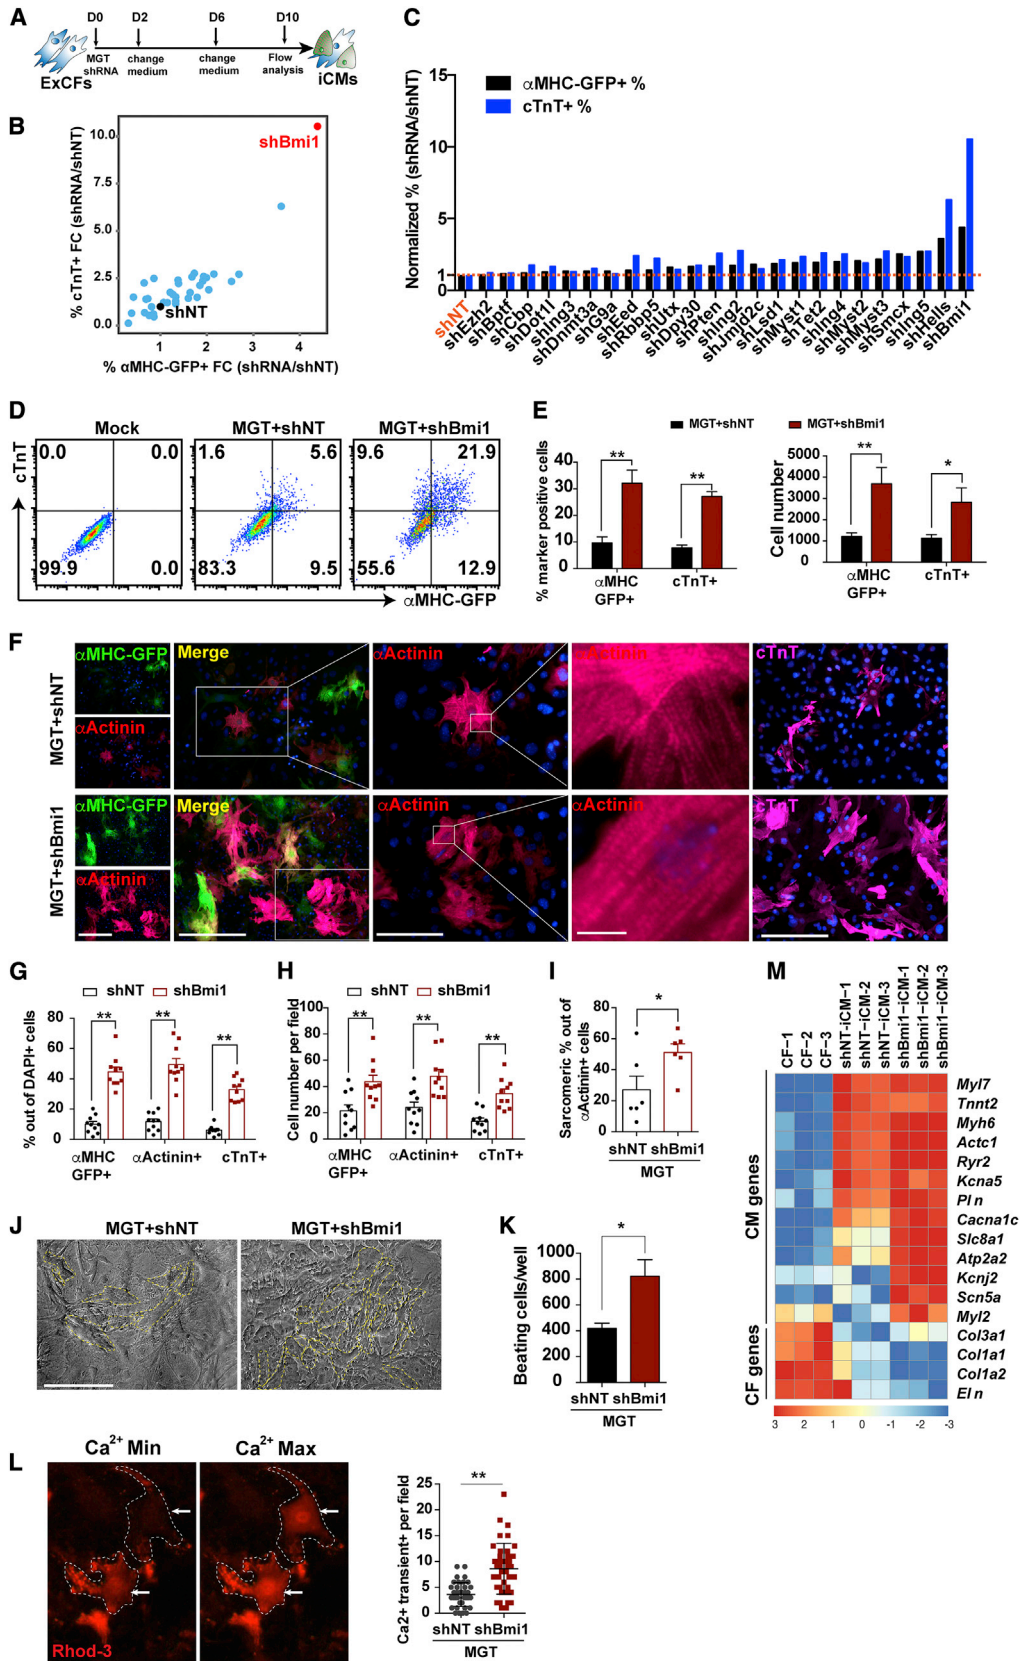 A
D0 D2 D6 D10
MGT shRNA
change medium
change medium
Flow analysis
ExCFs
iCMs
B
% cTnT+ FC (shRNA/shNT)
10.0
7.5
5.0
2.5
0.0
shBmi1
shNT
1 2 3 4
% αMHC-GFP+ FC (shRNA/shNT)
C
Normalized % (shRNA/shNT)
15
10
5
1
αMHC-GFP+ %
cTnT+ %
shNT
shEzh2
shBptf
shCbp
shDot1l
shIng3
shDnmt3a
shG9a
shEed
shRbbp5
shUtx
shDpy30
shPten
shIng2
shJmjd2c
shLsd1
shMyst1
shTet2
shIng4
shMyst2
shMyst3
shSmcx
shIng5
shHells
shBmi1
D
Mock MGT+shNT MGT+shBmi1
cTnT
0.0 0.0
99.9 0.0
1.6 5.6
83.3 9.5
9.6 21.9
55.6 12.9
αMHC-GFP
E
MGT+shNT MGT+shBmi1
% marker positive cells
40
30
20
10
0
** **
αMHC GFP+
cTnT+
Cell number
5000
4000
3000
2000
1000
0
** *
αMHC GFP+
cTnT+
F
MGT+shNT
αMHC-GFP Merge αActinin αActinin cTnT
αActinin
MGT+shBmi1
αMHC-GFP Merge αActinin αActinin cTnT
αActinin
G
shNT shBmi1
% out of DAPI+ cells
80
60
40
20
0
** ** **
αMHC GFP+
αActinin+
cTnT+
H
shNT shBmi1
Cell number per field
100
80
60
40
20
0
** ** **
αMHC GFP+
αActinin+
cTnT+
I
Sarcomeric % out of αActinin+ cells
80
60
40
20
0
*
shNT shBmi1
MGT
J
MGT+shNT MGT+shBmi1
K
Beating cells/well
1000
800
600
400
200
0
*
shNT shBmi1
MGT
L
Ca2+ Min Ca2+ Max
Rhod-3
Ca2+ transient+ per field
25
20
15
10
5
0
**
shNT shBmi1
MGT
M
CF-1
CF-2
CF-3
shNT-iCM-1
shNT-iCM-2
shNT-iCM-3
shBmi1-iCM-1
shBmi1-iCM-2
shBmi1-iCM-3
CM genes
Myl7
Tnnt2
Myh6
Actc1
Ryr2
Kcna5
Pln
Cacna1c
Slc8a1
Atp2a2
Kcnj2
Scn5a
Myl2
CF genes
Col3a1
Col1a1
Col1a2
Eln
3 2 1 0 -1 -2 -3